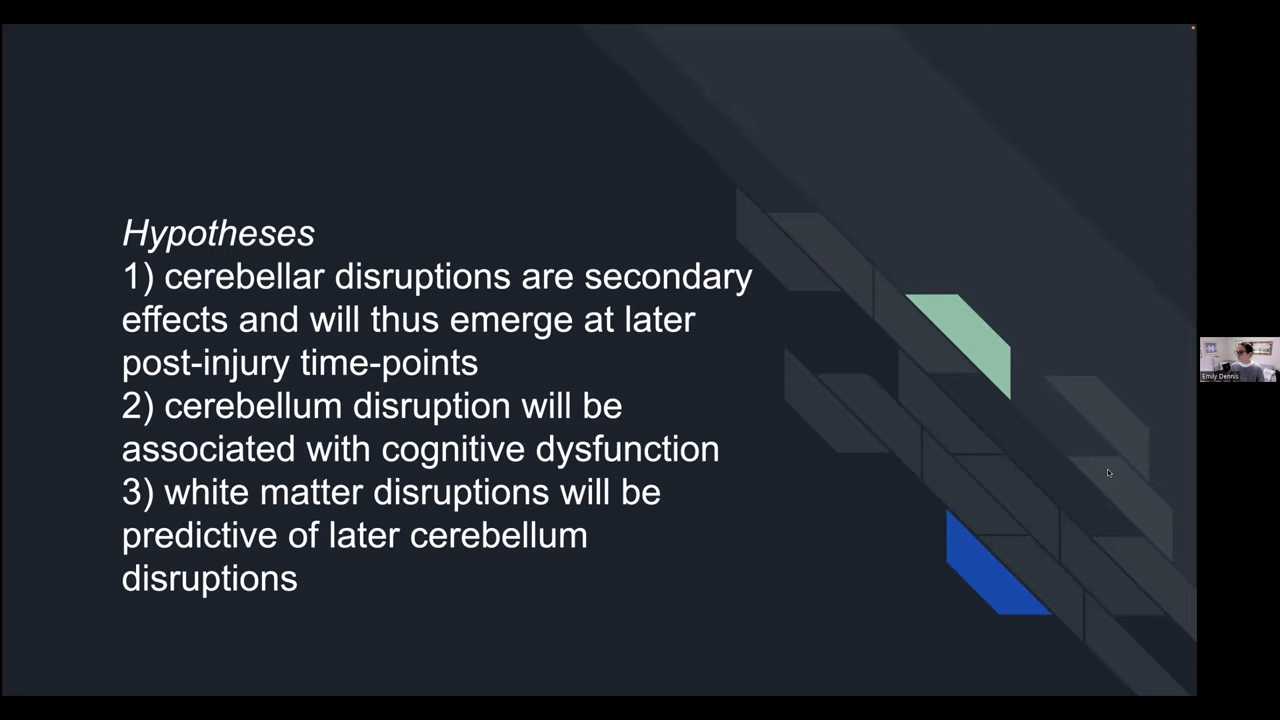 Hypotheses
1) cerebellar disruptions are secondary
effects and will thus emerge at later
post-injury time-points
2) cerebellum disruption will be
associated with cognitive dysfunction
3) white matter disruptions will be
predictive of later cerebellum
disruptions
Emily Dennis